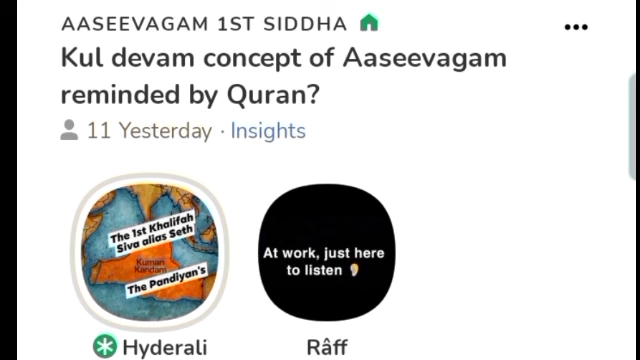 AASEEVAGAM 1ST SIDDHA
Kul devam concept of Aaseevagam
reminded by Quran?
11 Yesterday · Insights
The 1st Khalifah
Siva alias Seth
Kumari
Kandam
The Pandiyan's
At work, just here
to listen 👂
Hyderali
Râff